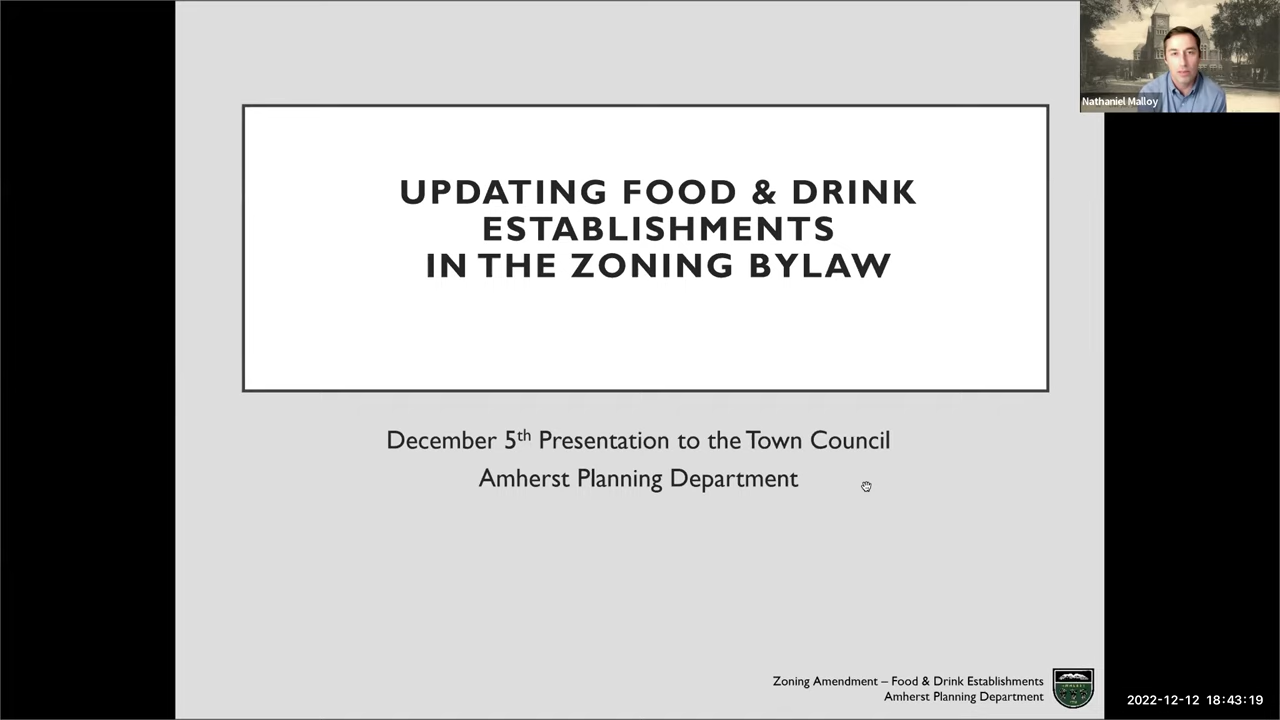 Nathaniel Malloy
UPDATING FOOD & DRINK
ESTABLISHMENTS
IN THE ZONING BYLAW
December 5th Presentation to the Town Council
Amherst Planning Department
Zoning Amendment – Food & Drink Establishments
Amherst Planning Department
2022-12-12 18:43:19